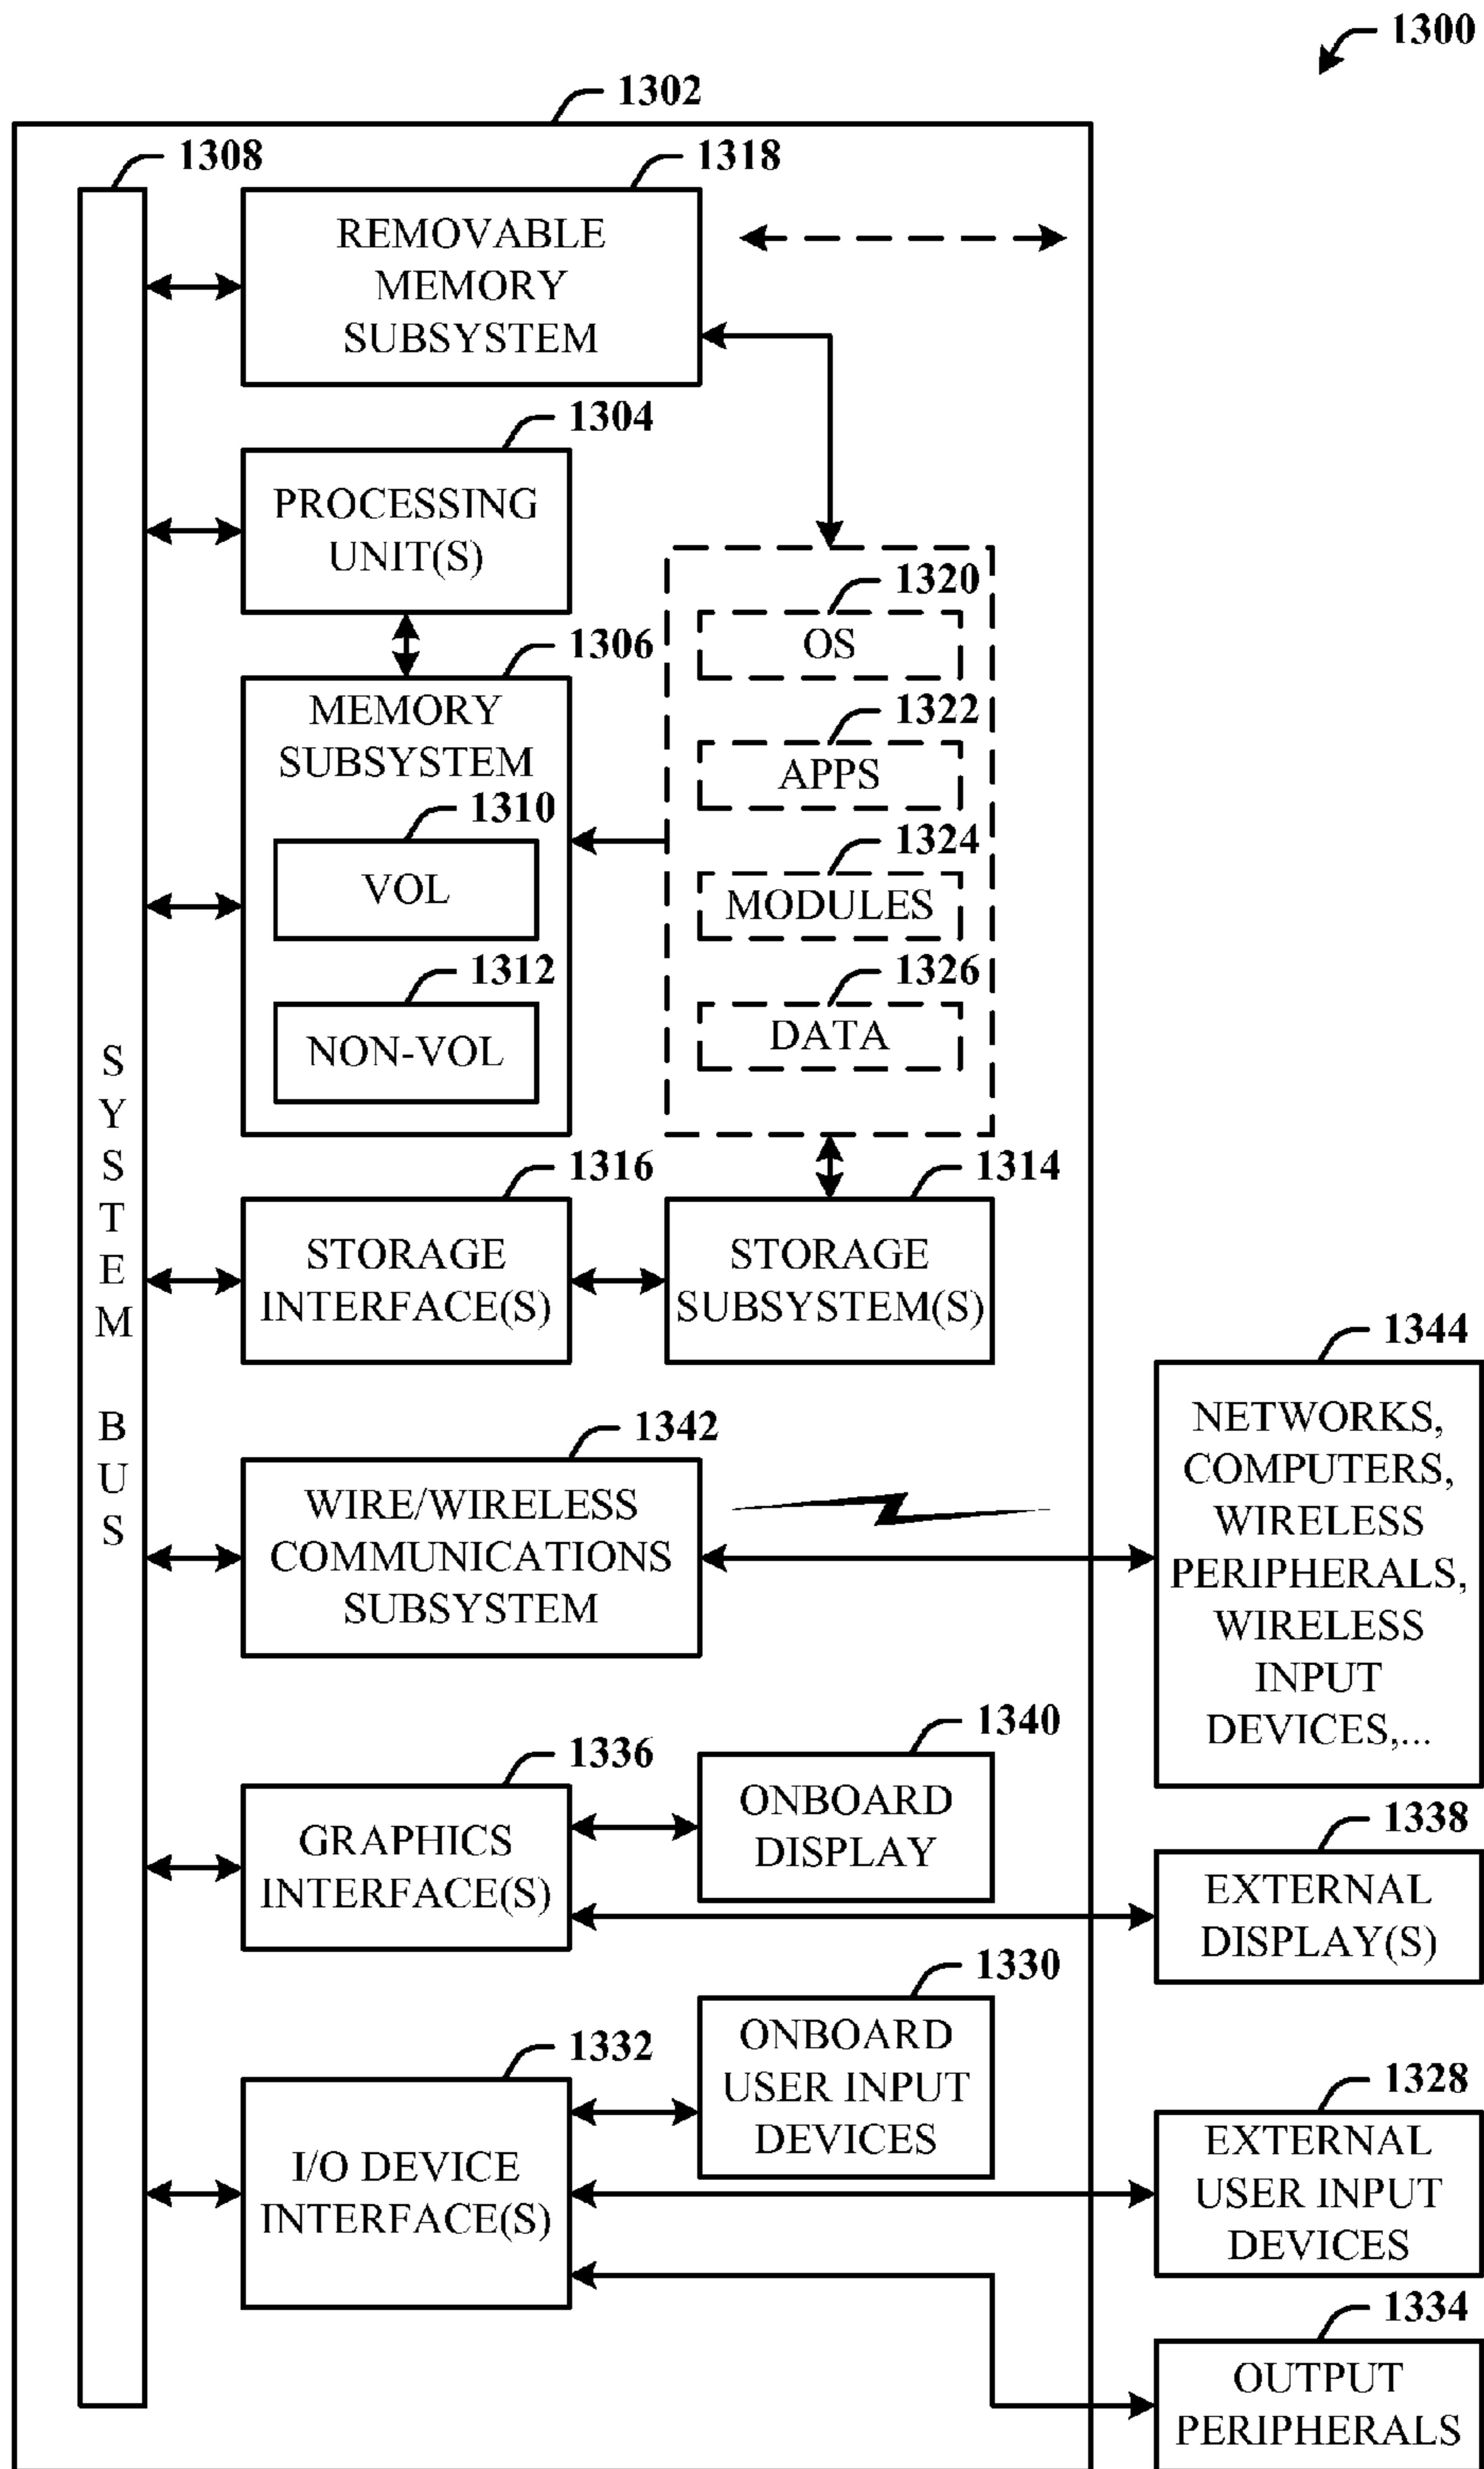 1300
1302
1308
1318
REMOVABLE
MEMORY
SUBSYSTEM
1304
PROCESSING
UNIT(S)
1306
MEMORY
SUBSYSTEM
1310
VOL
1312
NON-VOL
1320
OS
1322
APPS
1324
MODULES
1326
DATA
SYSTEM BUS
1316
STORAGE
INTERFACE(S)
1314
STORAGE
SUBSYSTEM(S)
1342
WIRE/WIRELESS
COMMUNICATIONS
SUBSYSTEM
1344
NETWORKS,
COMPUTERS,
WIRELESS
PERIPHERALS,
WIRELESS
INPUT
DEVICES,...
1336
GRAPHICS
INTERFACE(S)
1340
ONBOARD
DISPLAY
1338
EXTERNAL
DISPLAY(S)
1332
I/O DEVICE
INTERFACE(S)
1330
ONBOARD
USER INPUT
DEVICES
1328
EXTERNAL
USER INPUT
DEVICES
1334
OUTPUT
PERIPHERALS